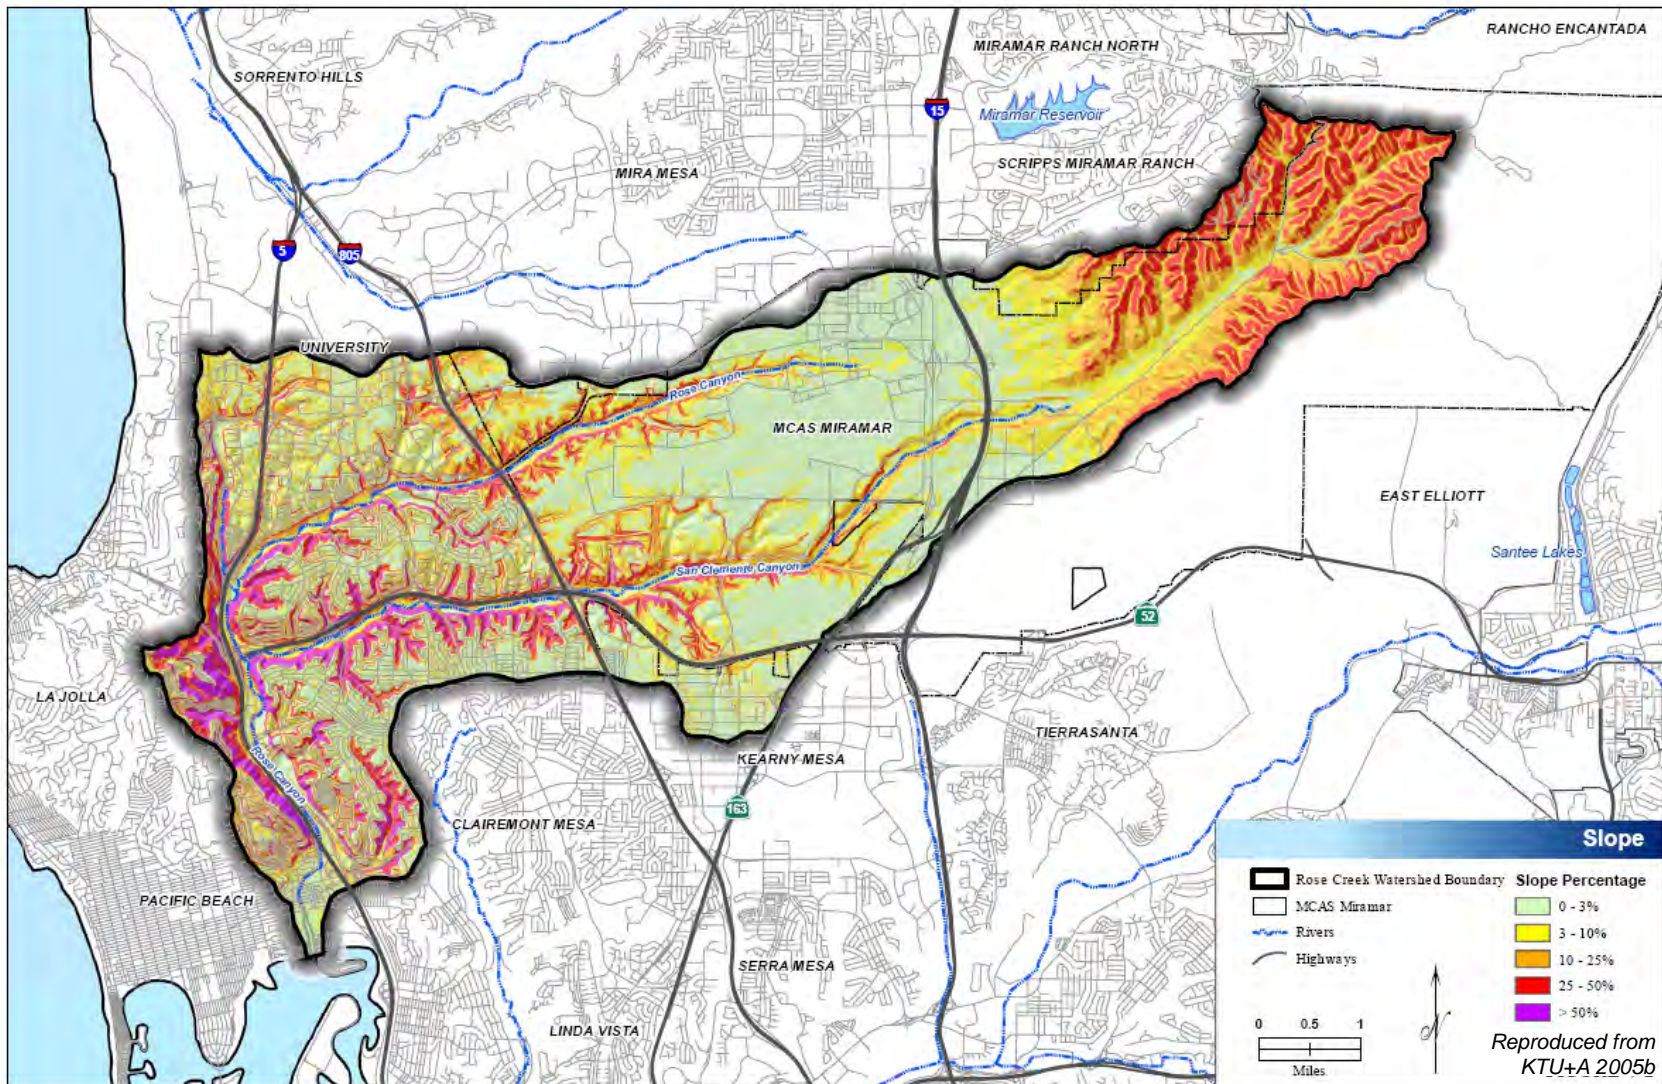 RANCHO ENCANTADA
MIRAMAR RANCH NORTH
SORRENTO HILLS
15
Miramar Reservoir
SCRIPPS MIRAMAR RANCH
MIRA MESA
5
805
UNIVERSITY
Rose Canyon
MCAS MIRAMAR
EAST ELLIOTT
Santee Lakes
San Clemente Canyon
52
LA JOLLA
TIERRASANTA
Rose Canyon
KEARNY MESA
163
CLAIREMONT MESA
PACIFIC BEACH
SERRA MESA
LINDA VISTA
Slope
Rose Creek Watershed Boundary
MCAS Miramar
Rivers
Highways
Slope Percentage
0 - 3%
3 - 10%
10 - 25%
25 - 50%
> 50%
0 0.5 1
Miles
N
Reproduced from
KTU+A 2005b